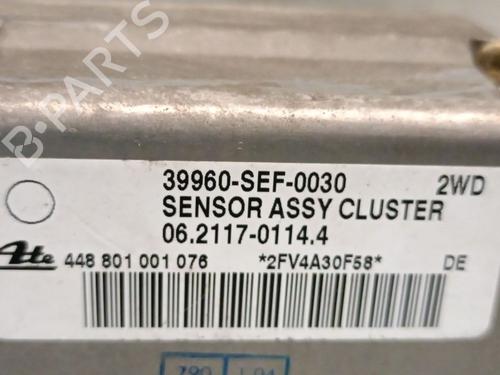 B-PARTS
39960-SEF-0030 2WD
SENSOR ASSY CLUSTER
06.2117-0114.4
Ate 448 801 001 076 *2FV4A30F58* DE